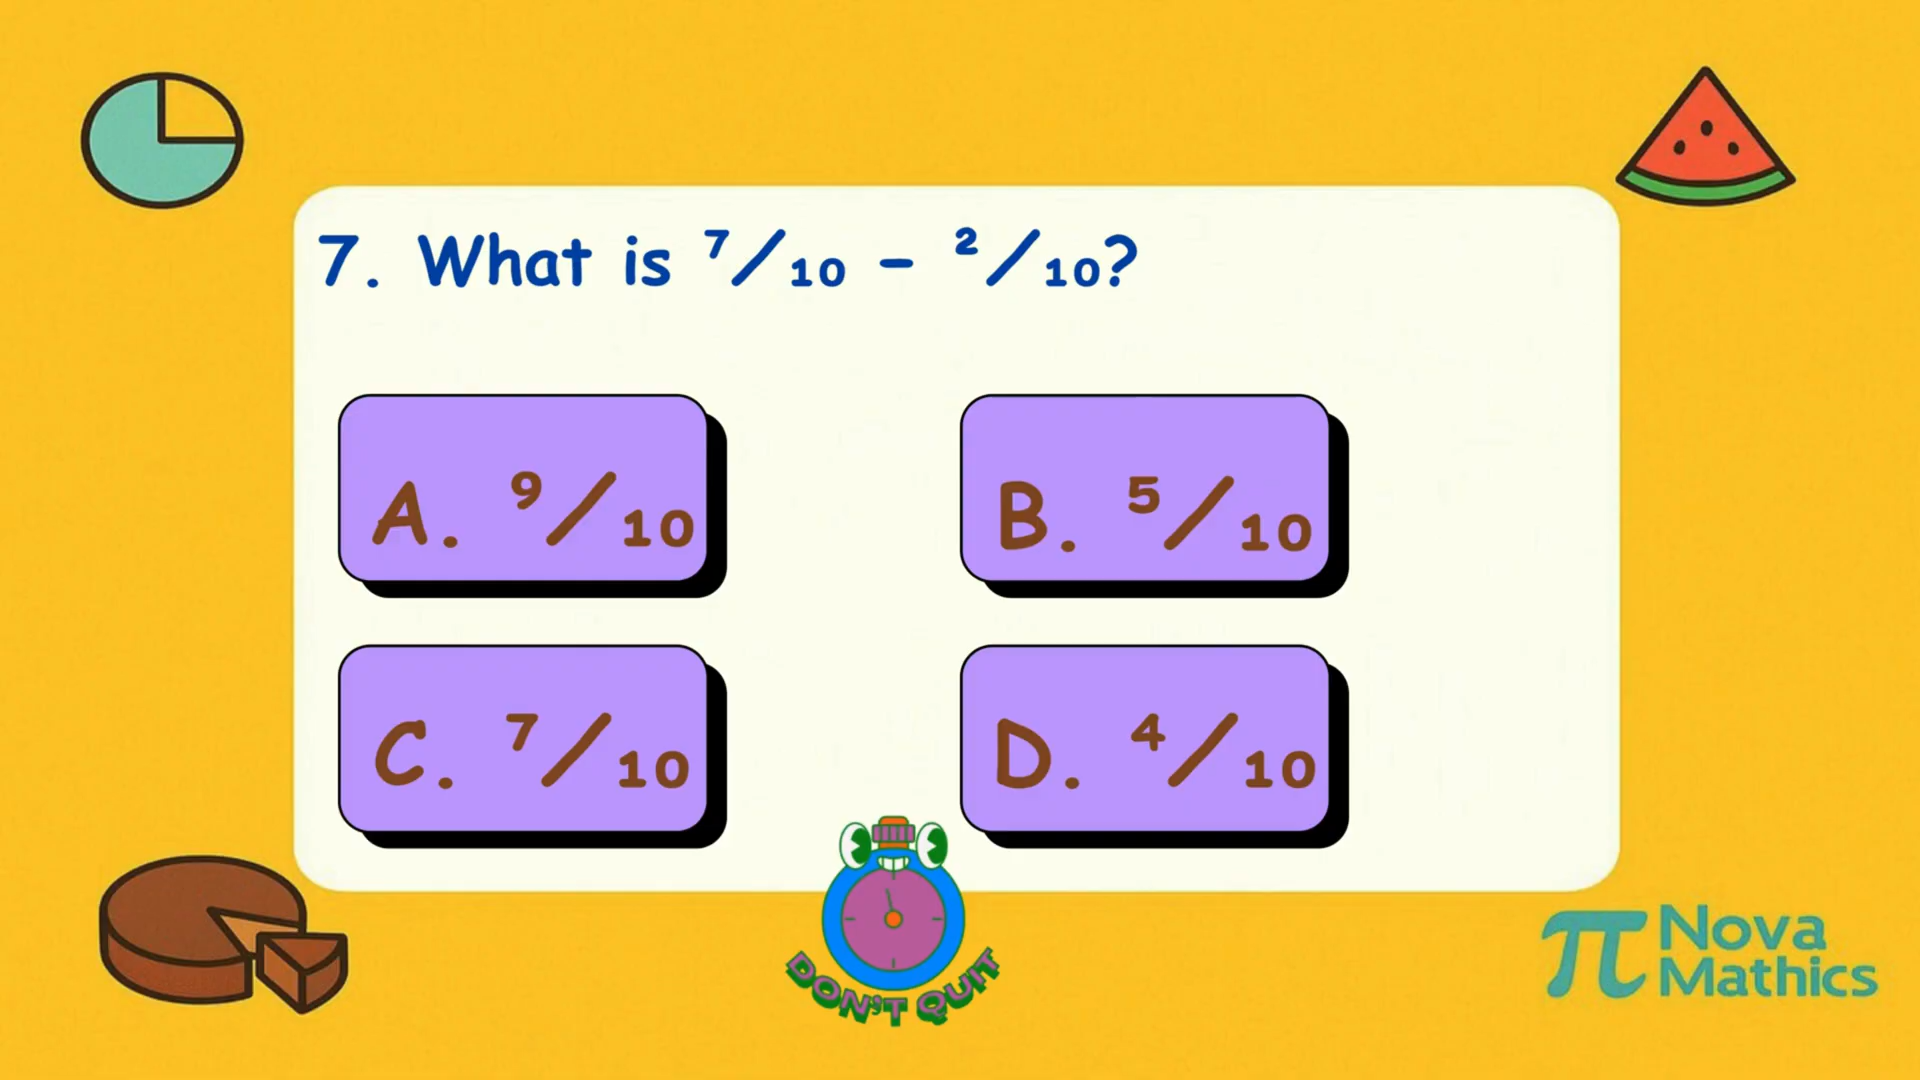 7. What is ⁷/₁₀ - ²/₁₀?
A. ⁹/₁₀
B. ⁵/₁₀
C. ⁷/₁₀
D. ⁴/₁₀
DON'T QUIT
π Nova
Mathics